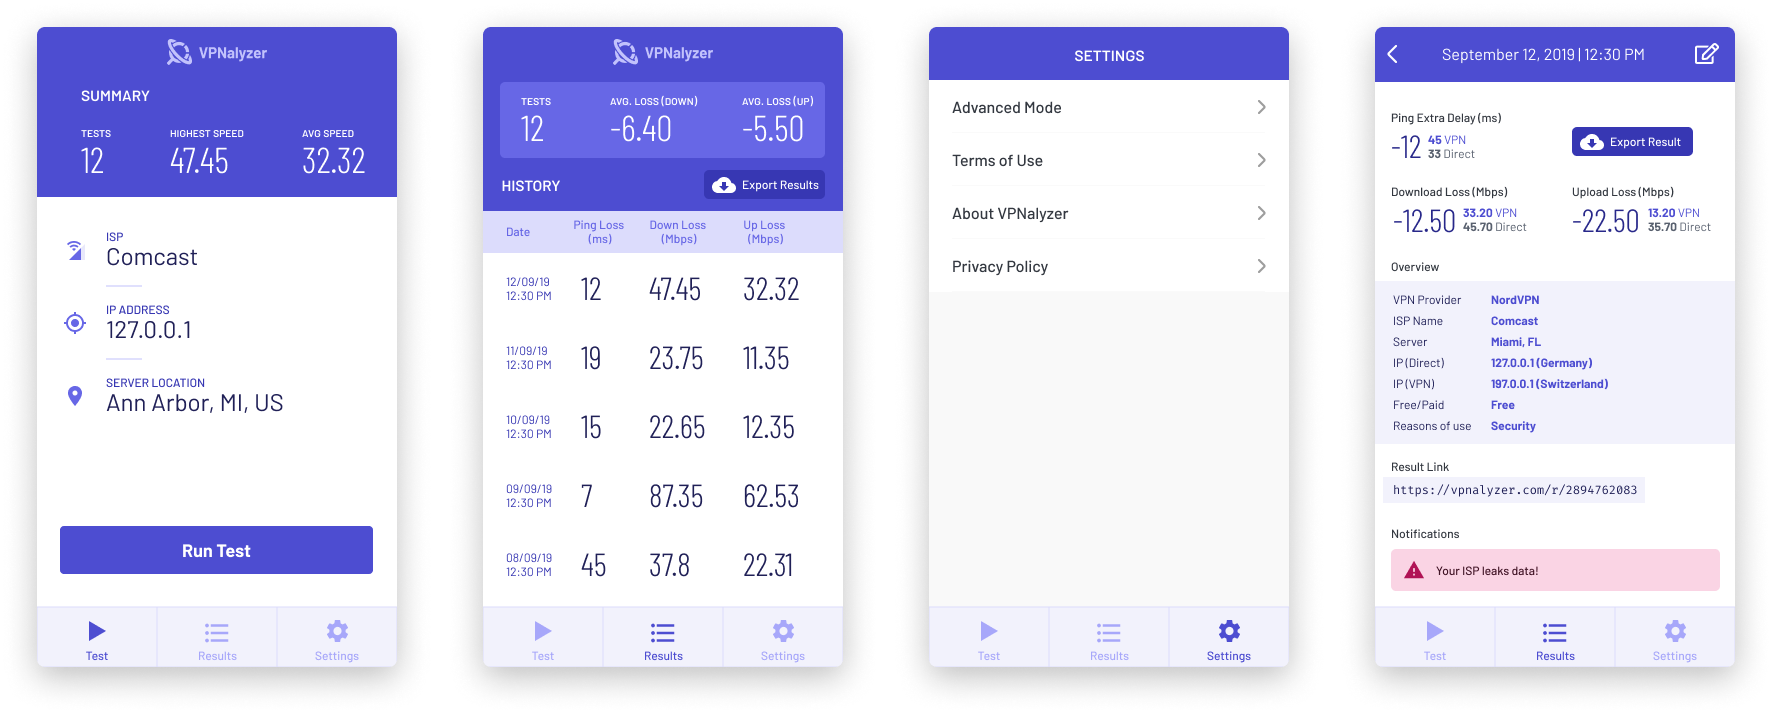 VPNalyzer
SUMMARY
TESTS HIGHEST SPEED AVG SPEED
12 47.45 32.32
ISP
Comcast
IP ADDRESS
127.0.0.1
SERVER LOCATION
Ann Arbor, MI, US
Run Test
Test Results Settings
VPNalyzer
TESTS AVG. LOSS (DOWN) AVG. LOSS (UP)
12 -6.40 -5.50
HISTORY Export Results
Date Ping Loss (ms) Down Loss (Mbps) Up Loss (Mbps)
12/09/19 12:30 PM 12 47.45 32.32
11/09/19 12:30 PM 19 23.75 11.35
10/09/19 12:30 PM 15 22.65 12.35
09/09/19 12:30 PM 7 87.35 62.53
08/09/19 12:30 PM 45 37.8 22.31
Test Results Settings
SETTINGS
Advanced Mode
Terms of Use
About VPNalyzer
Privacy Policy
Test Results Settings
September 12, 2019 | 12:30 PM
Ping Extra Delay (ms)
-12 45 VPN 33 Direct
Export Result
Download Loss (Mbps)
-12.50 33.20 VPN 45.70 Direct
Upload Loss (Mbps)
-22.50 13.20 VPN 35.70 Direct
Overview
VPN Provider NordVPN
ISP Name Comcast
Server Miami, FL
IP (Direct) 127.0.0.1 (Germany)
IP (VPN) 197.0.0.1 (Switzerland)
Free/Paid Free
Reasons of use Security
Result Link
https://vpnalyzer.com/r/2894762083
Notifications
Your ISP leaks data!
Test Results Settings